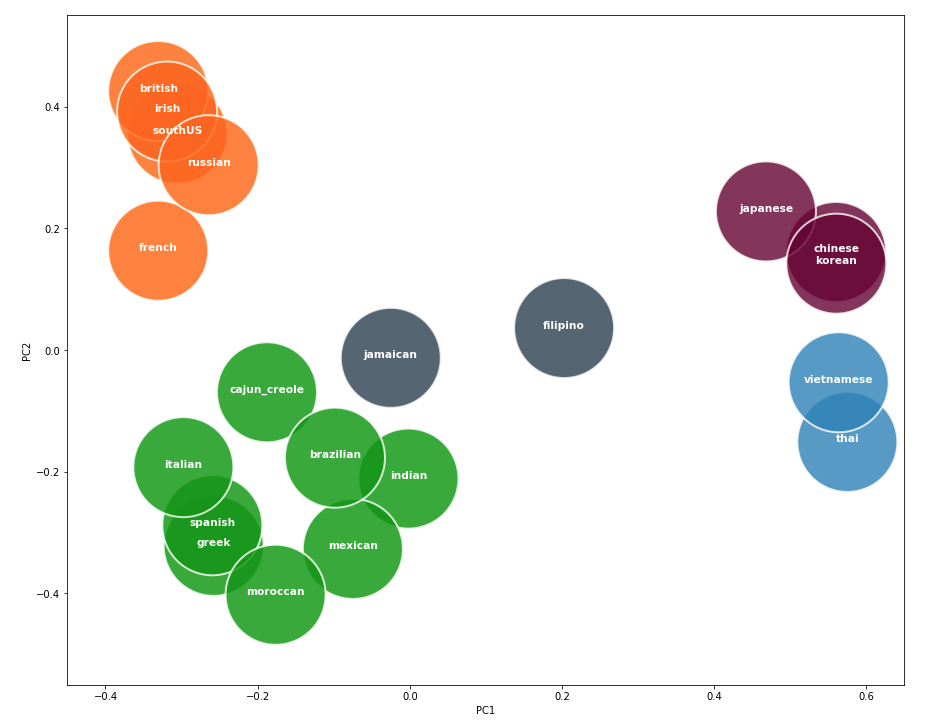 british
irish
southUS
russian
french
japanese
chinese
korean
filipino
jamaican
vietnamese
thai
cajun_creole
brazilian
italian
indian
spanish
greek
mexican
moroccan
0.4
0.2
0.0
−0.2
−0.4
PC2
−0.4
−0.2
0.0
0.2
0.4
0.6
PC1